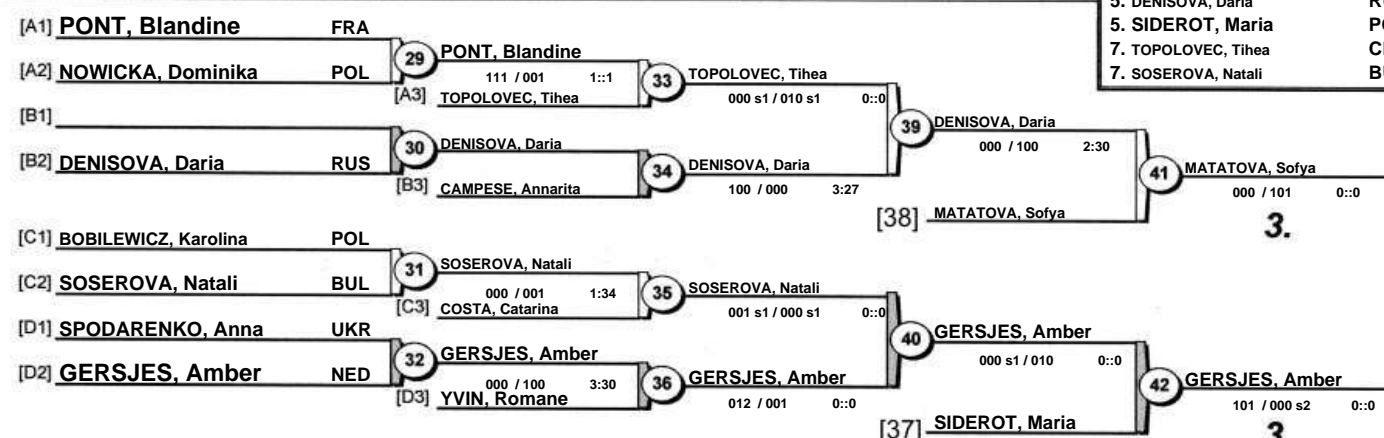 5. DENISOVA, Daria
5. SIDEROT, Maria
7. TOPOLOVEC, Tihea
7. SOSEROVA, Natali
[A1] PONT, Blandine FRA
29
PONT, Blandine
[A2] NOWICKA, Dominika POL
111 / 001 1::1
33
TOPOLOVEC, Tihea
[A3] TOPOLOVEC, Tihea
000 s1 / 010 s1 0::0
[B1]
39
DENISOVA, Daria
30
DENISOVA, Daria
000 / 100 2:30
[B2] DENISOVA, Daria RUS
34
DENISOVA, Daria
41
MATATOVA, Sofya
[B3] CAMPESE, Annarita
100 / 000 3:27
000 / 101 0::0
[38] MATATOVA, Sofya
3.
[C1] BOBILEWICZ, Karolina POL
31
SOSEROVA, Natali
[C2] SOSEROVA, Natali BUL
000 / 001 1:34
35
SOSEROVA, Natali
[C3] COSTA, Catarina
001 s1 / 000 s1 0::0
[D1] SPODARENKO, Anna UKR
40
GERSJES, Amber
32
GERSJES, Amber
000 s1 / 010 0::0
[D2] GERSJES, Amber NED
000 / 100 3:30
36
GERSJES, Amber
42
GERSJES, Amber
[D3] YVIN, Romane
012 / 001 0::0
101 / 000 s2 0::0
[37] SIDEROT, Maria
3.